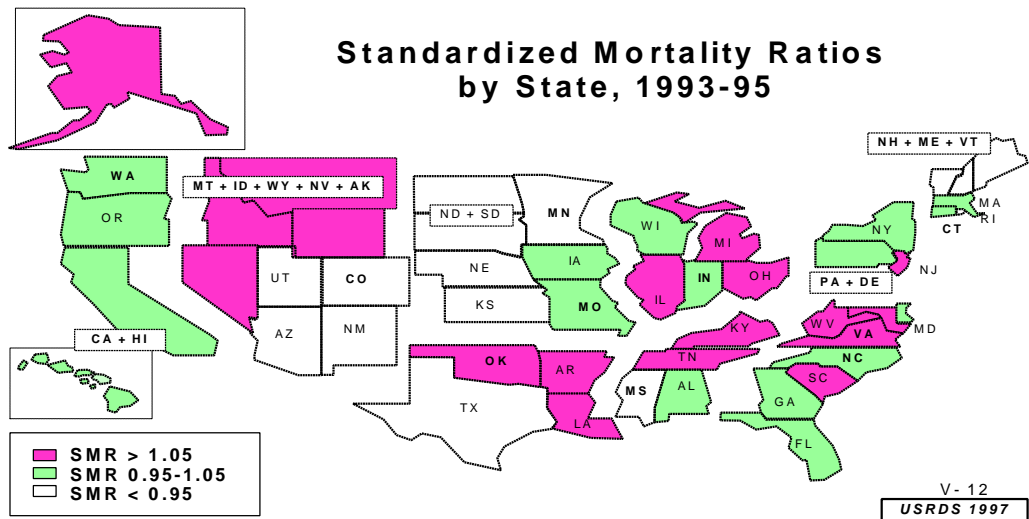 Standardized Mortality Ratios
by State, 1993-95
NH + ME + VT
WA
MT + ID + WY + NV + AK
MA
RI
OR
ND + SD
MN
WI
NY
CT
MI
UT
CO
NE
IA
IL
IN
OH
NJ
PA + DE
KS
MO
CA + HI
AZ
NM
KY
WV
VA
MD
OK
AR
TN
NC
SC
TX
LA
MS
AL
GA
FL
SMR > 1.05
SMR 0.95-1.05
SMR < 0.95
V-12
USRDS 1997